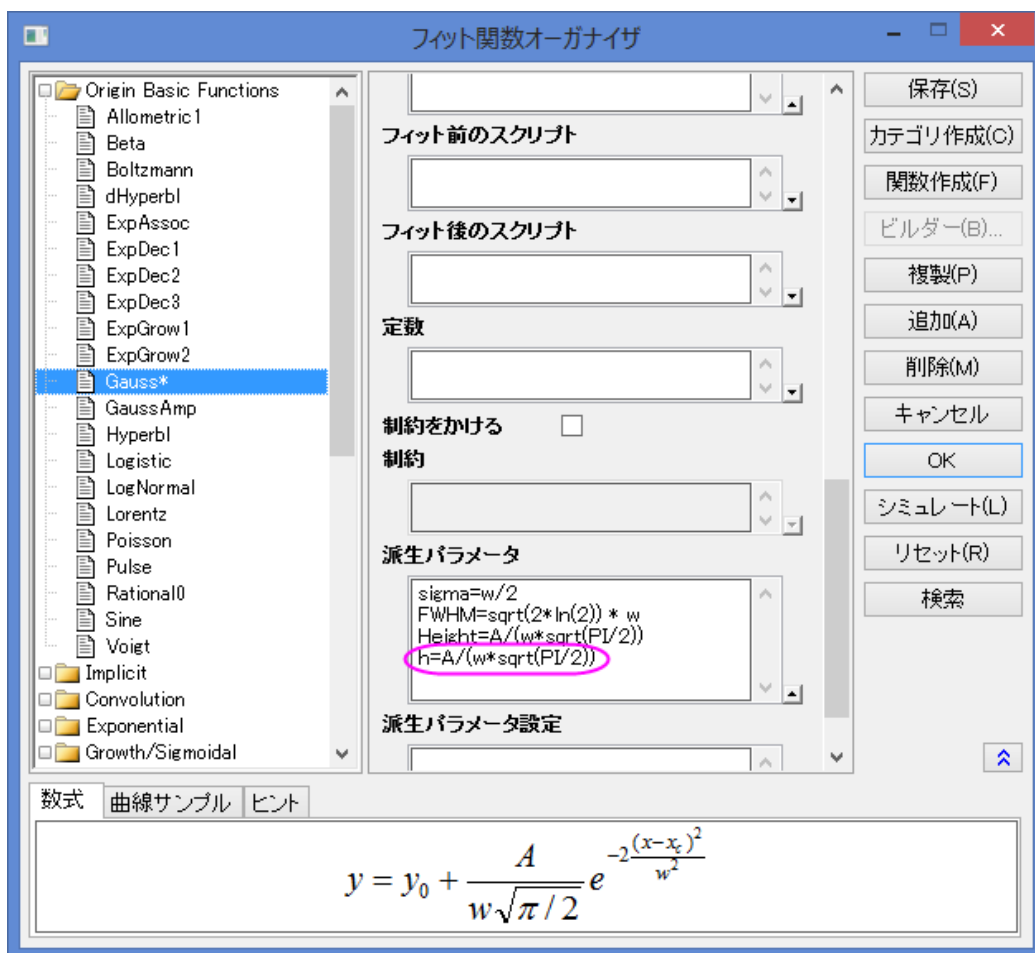 フィット関数オーガナイザ
Origin Basic Functions
Allometric1
Beta
Boltzmann
dHyperbl
ExpAssoc
ExpDec1
ExpDec2
ExpDec3
ExpGrow1
ExpGrow2
Gauss*
GaussAmp
Hyperbl
Logistic
LogNormal
Lorentz
Poisson
Pulse
Rational0
Sine
Voigt
Implicit
Convolution
Exponential
Growth/Sigmoidal
フィット前のスクリプト
フィット後のスクリプト
定数
制約をかける
制約
派生パラメータ
sigma=w/2
FWHM=sqrt(2*ln(2)) * w
Height=A/(w*sqrt(PI/2))
h=A/(w*sqrt(PI/2))
派生パラメータ設定
保存(S)
カテゴリ作成(C)
関数作成(F)
ビルダー(B)...
複製(P)
追加(A)
削除(M)
キャンセル
OK
シミュレート(L)
リセット(R)
検索
数式 曲線サンプル ヒント
y = y₀ + A/(w√(π/2)) e^(-2(x-x_c)²/w²)